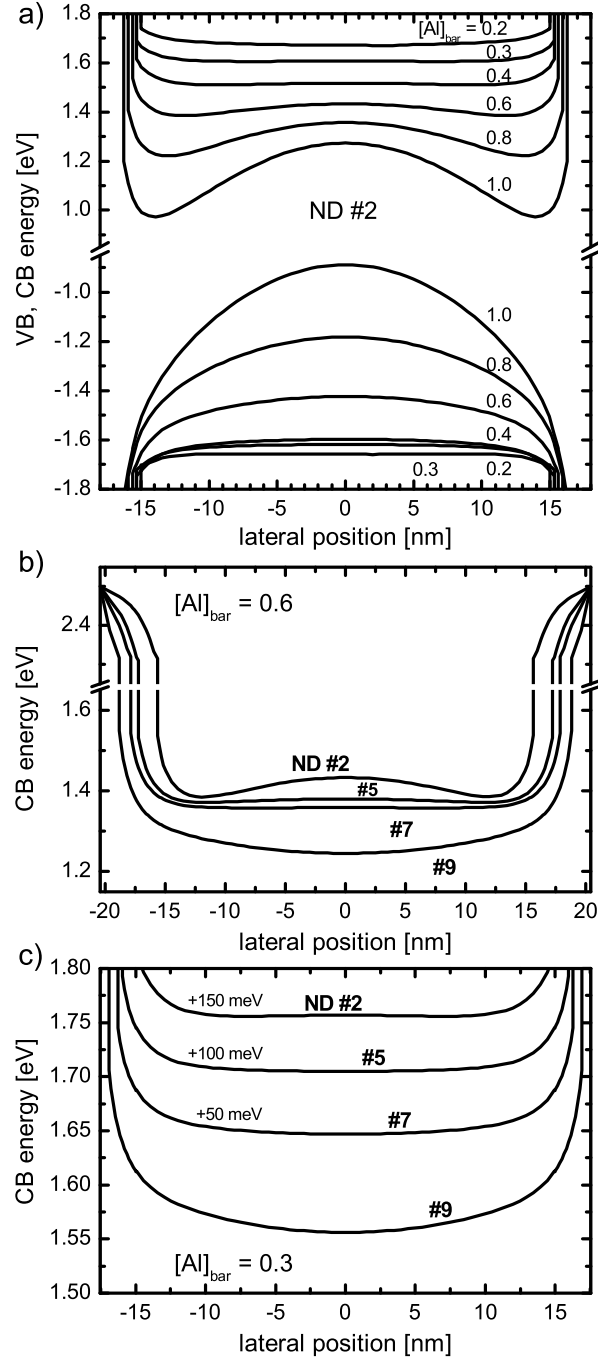 a)
1.8
[Al]bar = 0.2
0.3
1.6
0.4
1.4
0.6
0.8
1.2
1.0
1.0
ND #2
VB, CB energy [eV]
-1.0
1.0
-1.2
0.8
-1.4
0.6
0.4
-1.6
0.3
0.2
-1.8
-15 -10 -5 0 5 10 15
lateral position [nm]
b)
[Al]bar = 0.6
2.4
CB energy [eV]
1.6
ND #2
1.4
#5
#7
1.2
#9
-20 -15 -10 -5 0 5 10 15 20
lateral position [nm]
c)
1.80
+150 meV
ND #2
1.75
+100 meV
#5
1.70
CB energy [eV]
+50 meV
#7
1.65
1.60
#9
1.55
[Al]bar = 0.3
1.50
-15 -10 -5 0 5 10 15
lateral position [nm]